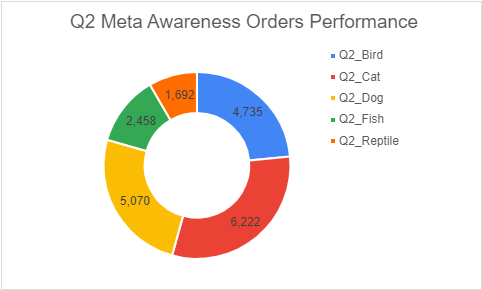 Q2 Meta Awareness Orders Performance
Q2_Bird
Q2_Cat
Q2_Dog
Q2_Fish
Q2_Reptile
1,692
4,735
2,458
5,070
6,222